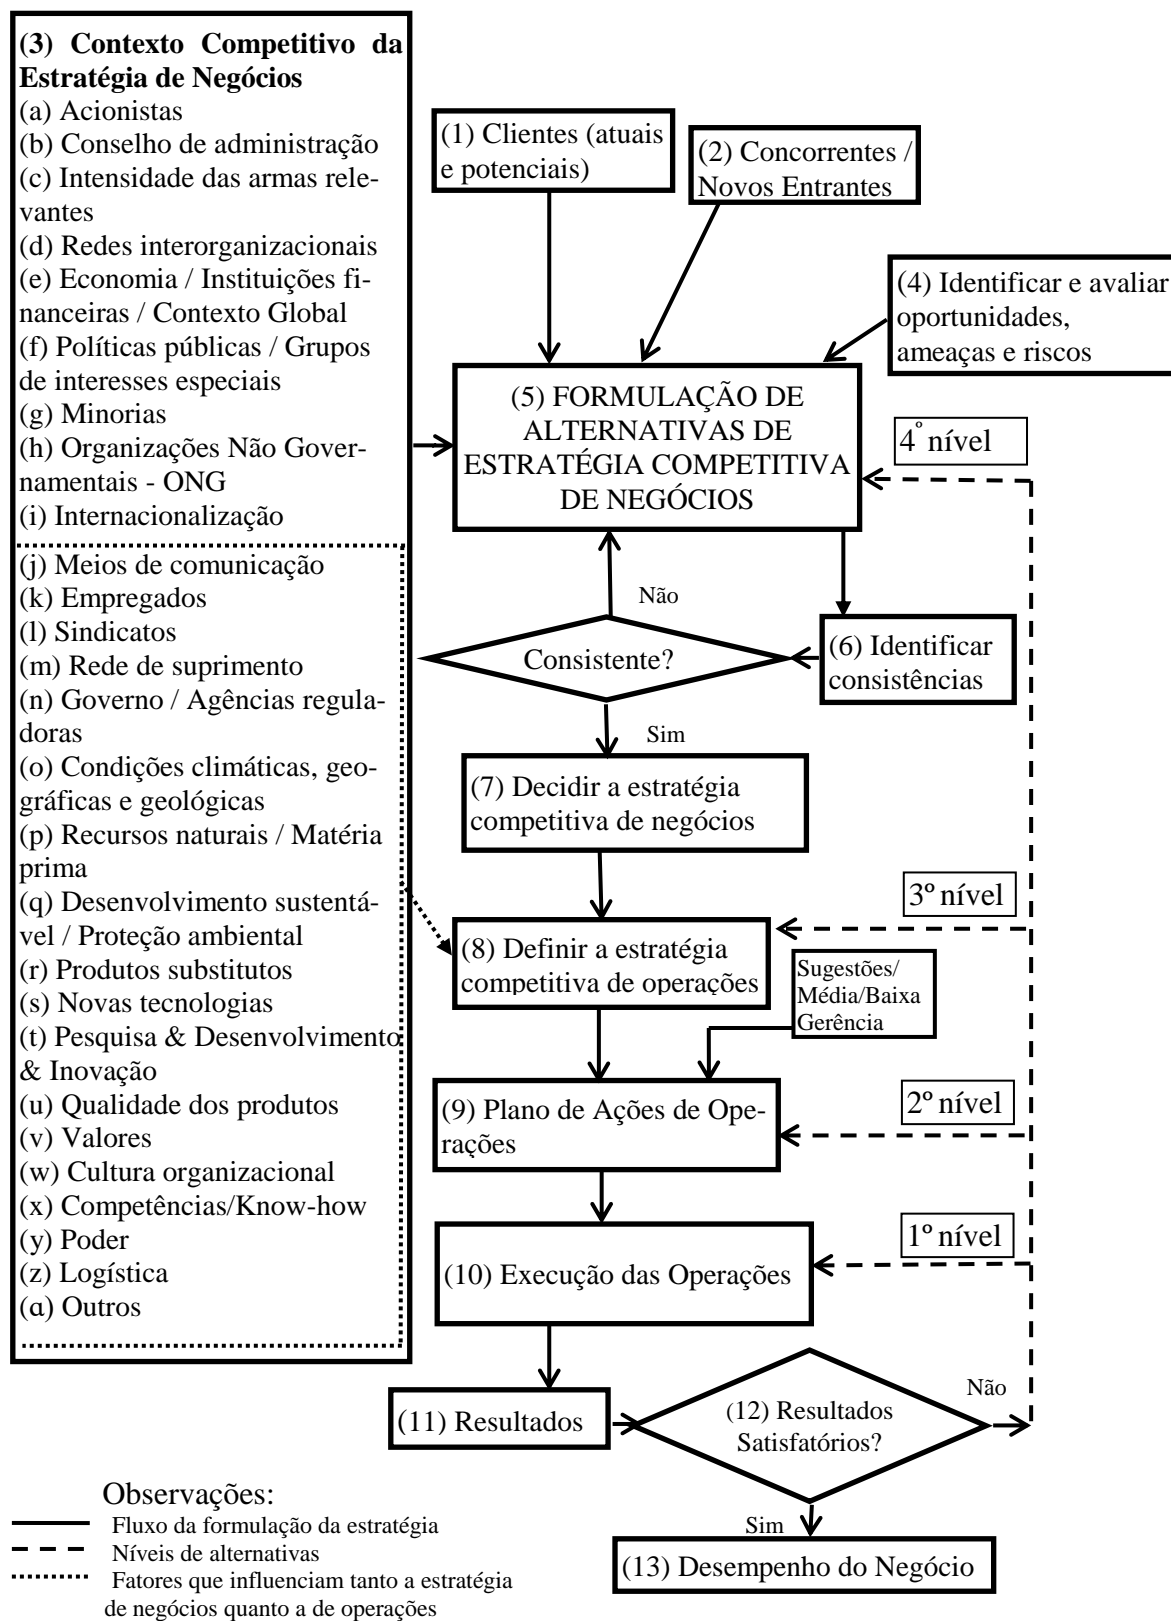 (3) Contexto Competitivo da
Estratégia de Negócios
(a) Acionistas
(b) Conselho de administração
(c) Intensidade das armas rele-
vantes
(d) Redes interorganizacionais
(e) Economia / Instituições fi-
nanceiras / Contexto Global
(f) Políticas públicas / Grupos
de interesses especiais
(g) Minorias
(h) Organizações Não Gover-
namentais - ONG
(i) Internacionalização
(j) Meios de comunicação
(k) Empregados
(l) Sindicatos
(m) Rede de suprimento
(n) Governo / Agências regula-
doras
(o) Condições climáticas, geo-
gráficas e geológicas
(p) Recursos naturais / Matéria
prima
(q) Desenvolvimento sustentá-
vel / Proteção ambiental
(r) Produtos substitutos
(s) Novas tecnologias
(t) Pesquisa & Desenvolvimento
& Inovação
(u) Qualidade dos produtos
(v) Valores
(w) Cultura organizacional
(x) Competências/Know-how
(y) Poder
(z) Logística
(α) Outros
(1) Clientes (atuais
e potenciais)
(2) Concorrentes /
Novos Entrantes
(4) Identificar e avaliar
oportunidades,
ameaças e riscos
(5) FORMULAÇÃO DE
ALTERNATIVAS DE
ESTRATÉGIA COMPETITIVA
DE NEGÓCIOS
4º nível
Não
Consistente?
(6) Identificar
consistências
Sim
(7) Decidir a estratégia
competitiva de negócios
3º nível
(8) Definir a estratégia
competitiva de operações
Sugestões/
Média/Baixa
Gerência
(9) Plano de Ações de Ope-
rações
2º nível
1º nível
(10) Execução das Operações
(11) Resultados
(12) Resultados
Satisfatórios?
Não
Sim
(13) Desempenho do Negócio
Observações:
Fluxo da formulação da estratégia
Níveis de alternativas
Fatores que influenciam tanto a estratégia
de negócios quanto a de operações